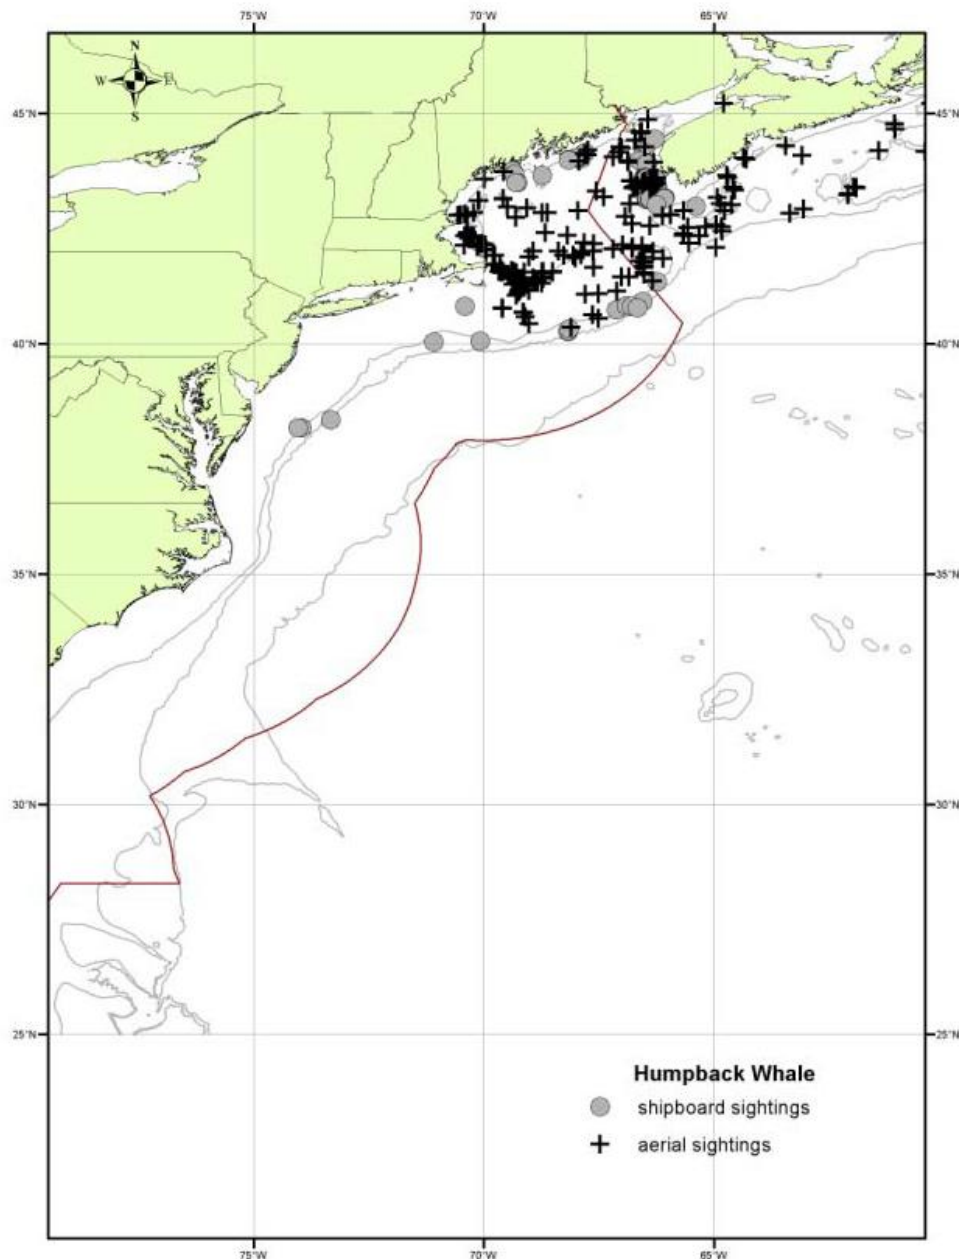 75°W 70°W 65°W
N
W E
S
45°N 45°N
40°N 40°N
35°N 35°N
30°N 30°N
25°N 25°N
Humpback Whale
shipboard sightings
aerial sightings
75°W 70°W 65°W